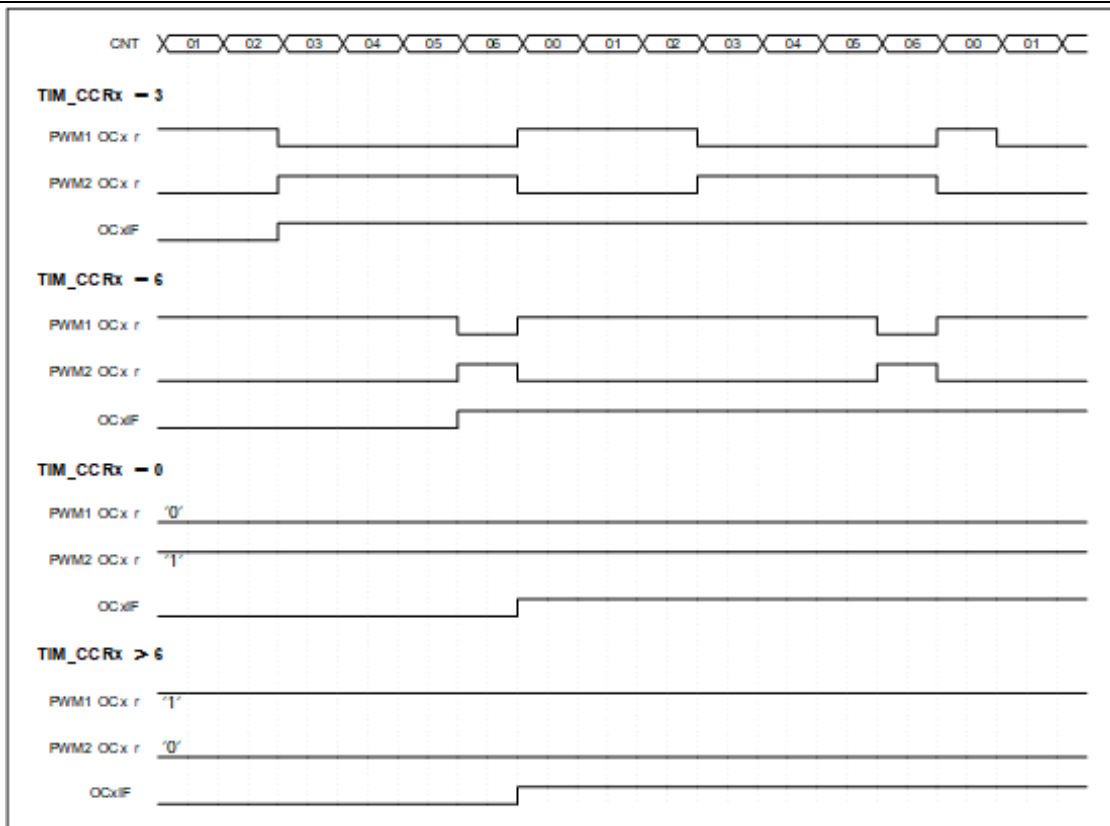 CNT 01 02 03 04 05 06 00 01 02 03 04 05 06 00 01
TIM_CCRx = 3
PWM1 OCx r
PWM2 OCx r
OCxIF
TIM_CCRx = 6
PWM1 OCx r
PWM2 OCx r
OCxIF
TIM_CCRx = 0
PWM1 OCx r '0'
PWM2 OCx r '1'
OCxIF
TIM_CCRx > 6
PWM1 OCx r '1'
PWM2 OCx r '0'
OCxIF